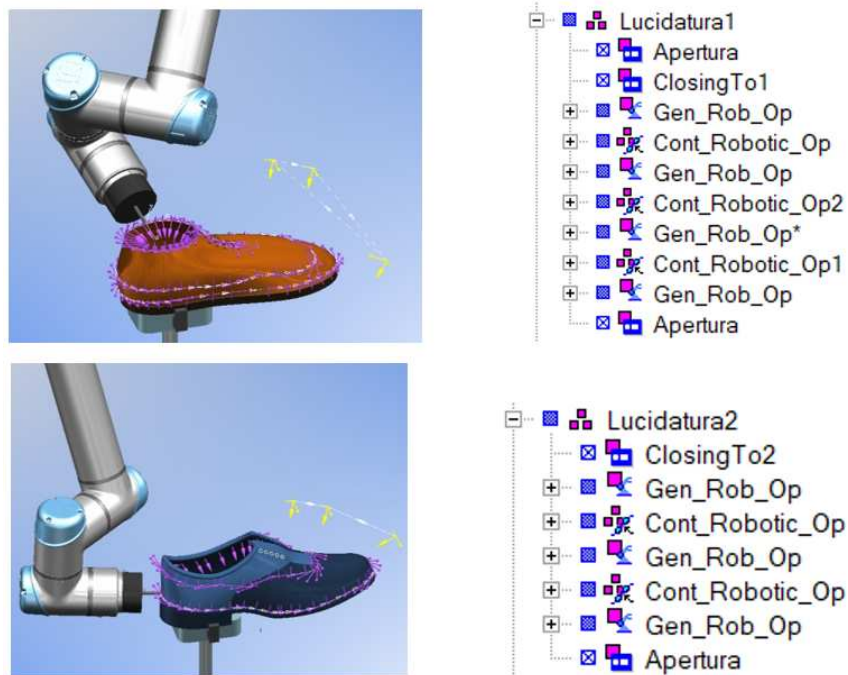 Lucidatura1
Apertura
ClosingTo1
Gen_Rob_Op
Cont_Robotic_Op
Gen_Rob_Op
Cont_Robotic_Op2
Gen_Rob_Op*
Cont_Robotic_Op1
Gen_Rob_Op
Apertura
Lucidatura2
ClosingTo2
Gen_Rob_Op
Cont_Robotic_Op
Gen_Rob_Op
Cont_Robotic_Op
Gen_Rob_Op
Apertura